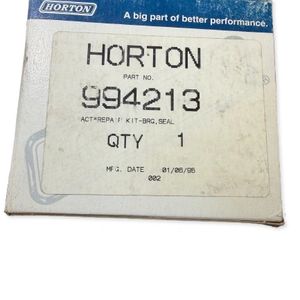 HORTON
A big part of better performance.
HORTON
PART NO.
994213
ACT*REPAIR KIT-BRG,SEAL
QTY 1
MFG. DATE 01/06/95
002